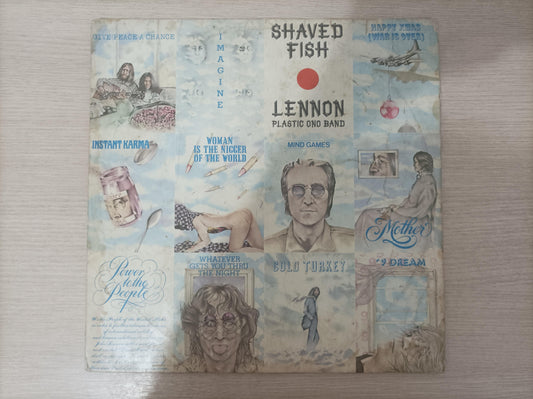 GIVE PEACE A CHANCE
IMAGINE
SHAVED
FISH
LENNON
PLASTIC ONO BAND
HAPPY XMAS
(WAR IS OVER)
INSTANT KARMA
WOMAN
IS THE NIGGER
OF THE WORLD
MIND GAMES
Mother
Power
to the
People
WHATEVER
GETS YOU THRU
THE NIGHT
COLD TURKEY
#9 DREAM